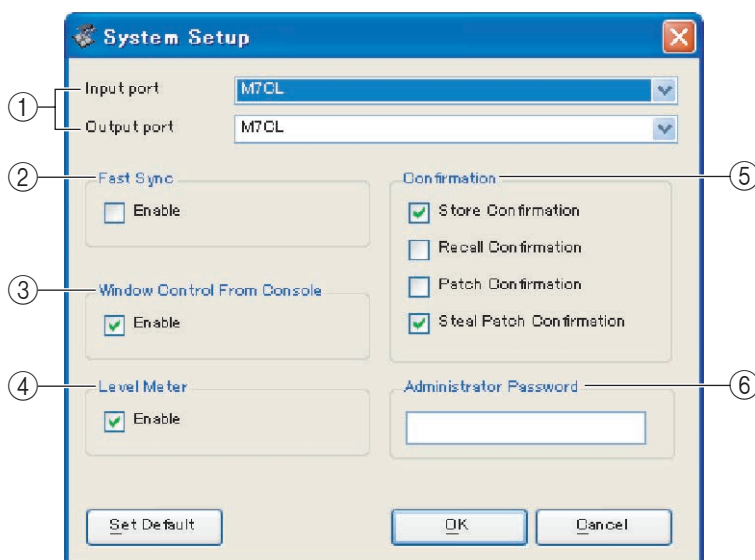 System Setup
① Input port M7CL
Output port M7CL
② Fast Sync
Enable
③ Window Control From Console
Enable
④ Level Meter
Enable
Confirmation ⑤
Store Confirmation
Recall Confirmation
Patch Confirmation
Steal Patch Confirmation
Administrator Password ⑥
Set Default OK Cancel